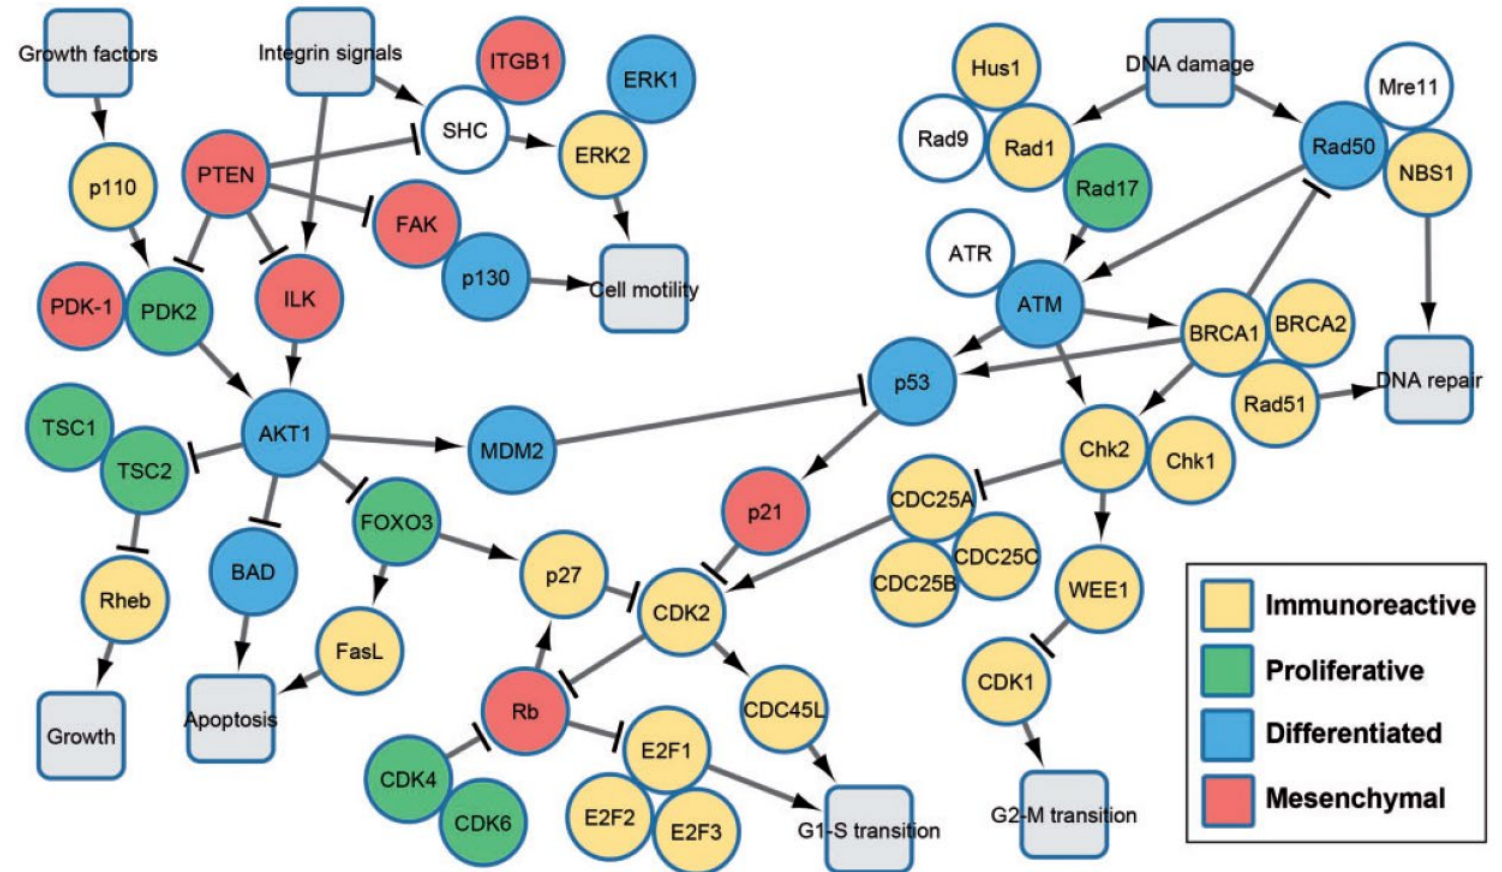 Growth factors
Integrin signals
ITGB1
ERK1
SHC
ERK2
p110
PTEN
FAK
p130
Cell motility
PDK-1
PDK2
ILK
TSC1
TSC2
AKT1
MDM2
FOXO3
BAD
Rheb
FasL
Growth
Apoptosis
p27
CDK2
Rb
CDK4
CDK6
E2F1
E2F2
E2F3
CDC45L
G1-S transition
Hus1
DNA damage
Mre11
Rad9
Rad1
Rad50
NBS1
Rad17
ATR
ATM
BRCA1
BRCA2
Rad51
DNA repair
p53
p21
Chk2
Chk1
CDC25A
CDC25B
CDC25C
WEE1
CDK1
G2-M transition
Immunoreactive
Proliferative
Differentiated
Mesenchymal